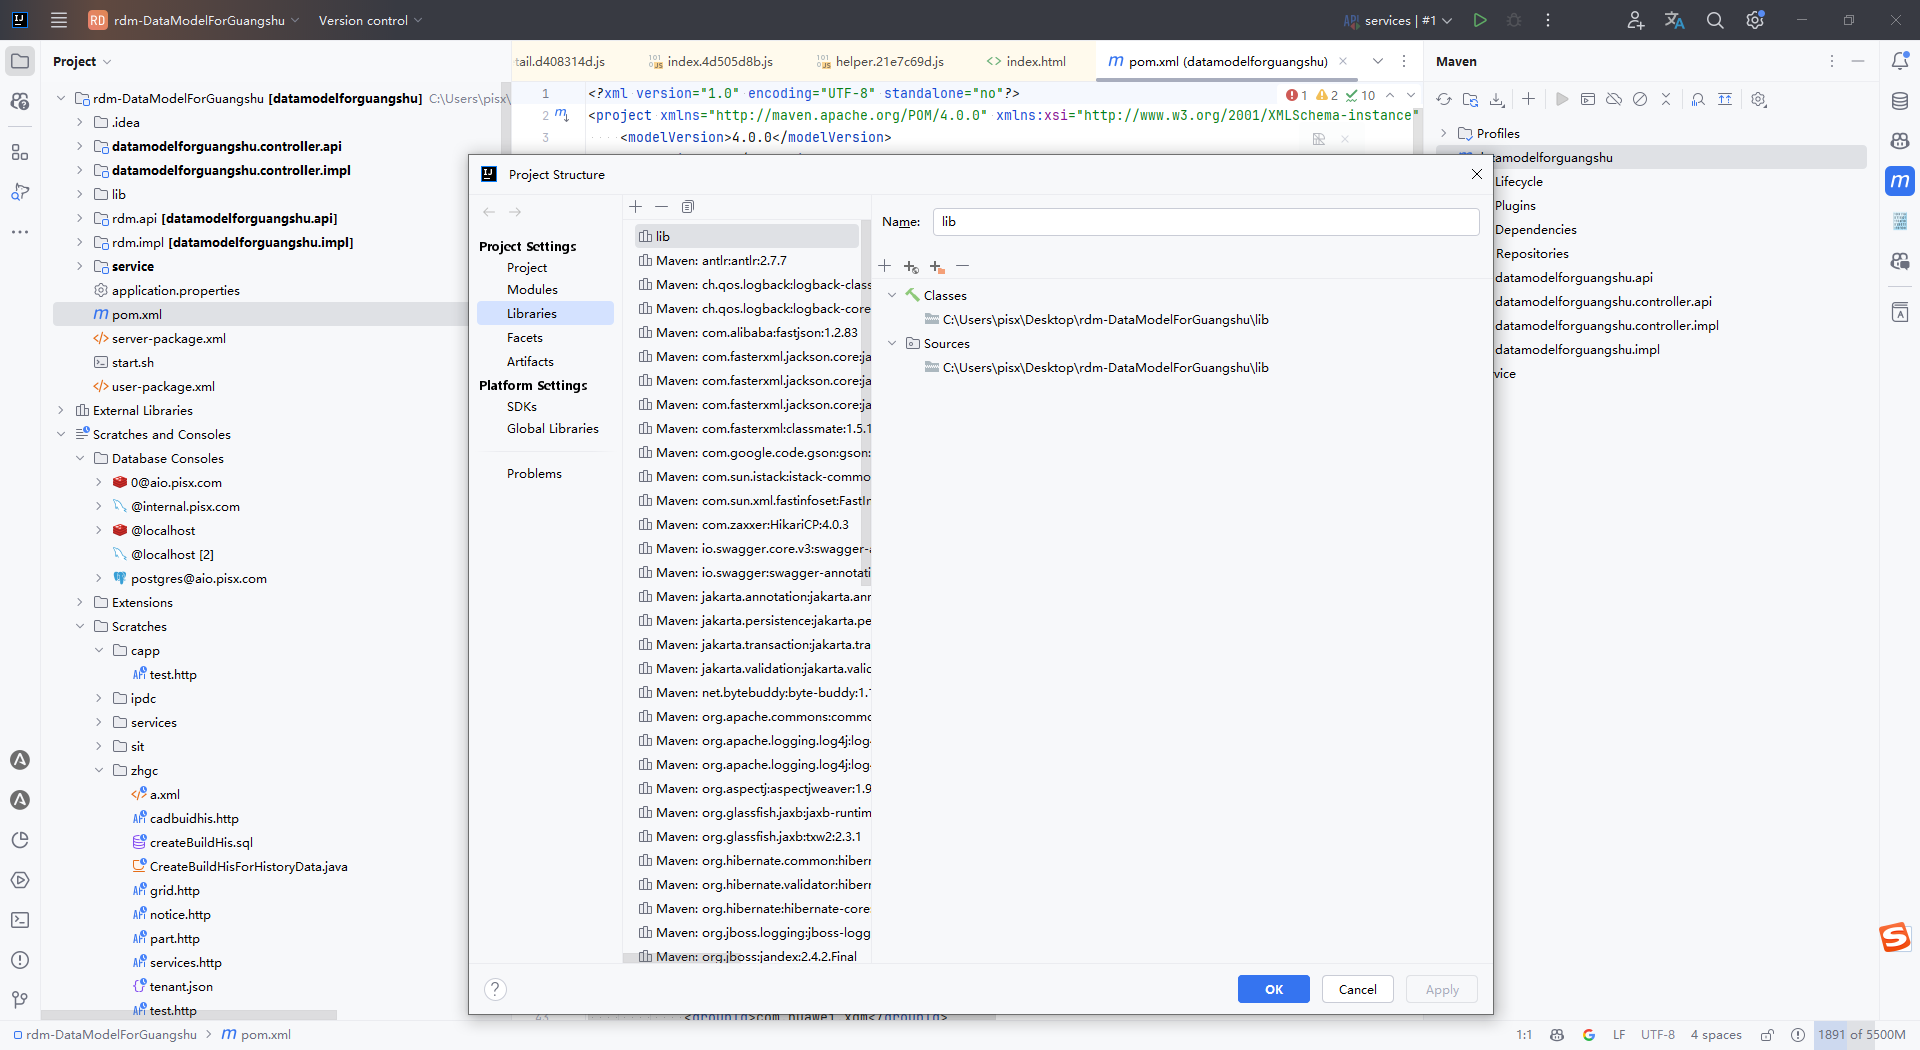 RD rdm-DataModelForGuangshu Version control services | #1
Project
tail.d408314d.js index.4d505d8b.js helper.21e7c69d.js index.html pom.xml (datamodelforguangshu) Maven
rdm-DataModelForGuangshu [datamodelforguangshu] C:\Users\pisx\
.idea
datamodelforguangshu.controller.api
datamodelforguangshu.controller.impl
lib
rdm.api [datamodelforguangshu.api]
rdm.impl [datamodelforguangshu.impl]
service
application.properties
pom.xml
server-package.xml
start.sh
user-package.xml
External Libraries
Scratches and Consoles
Database Consoles
0@aio.pisx.com
@internal.pisx.com
@localhost
@localhost [2]
postgres@aio.pisx.com
Extensions
Scratches
capp
test.http
ipdc
services
sit
zhgc
a.xml
cadbuidhis.http
createBuildHis.sql
CreateBuildHisForHistoryData.java
grid.http
notice.http
part.http
services.http
tenant.json
test.http
1 <?xml version="1.0" encoding="UTF-8" standalone="no"?> 1 2 10
2 <project xmlns="http://maven.apache.org/POM/4.0.0" xmlns:xsi="http://www.w3.org/2001/XMLSchema-instance"
3 <modelVersion>4.0.0</modelVersion>
Project Structure
Project Settings
Project
Modules
Libraries
Facets
Artifacts
Platform Settings
SDKs
Global Libraries
Problems
lib
Maven: antlr:antlr:2.7.7
Maven: ch.qos.logback:logback-class
Maven: ch.qos.logback:logback-core
Maven: com.alibaba:fastjson:1.2.83
Maven: com.fasterxml.jackson.core:ja
Maven: com.fasterxml.jackson.core:ja
Maven: com.fasterxml.jackson.core:ja
Maven: com.fasterxml:classmate:1.5.1
Maven: com.google.code.gson:gson:
Maven: com.sun.istack:istack-commo
Maven: com.sun.xml.fastinfoset:FastIn
Maven: com.zaxxer:HikariCP:4.0.3
Maven: io.swagger.core.v3:swagger-a
Maven: io.swagger:swagger-annotati
Maven: jakarta.annotation:jakarta.ann
Maven: jakarta.persistence:jakarta.pe
Maven: jakarta.transaction:jakarta.tra
Maven: jakarta.validation:jakarta.valid
Maven: net.bytebuddy:byte-buddy:1.1
Maven: org.apache.commons:commo
Maven: org.apache.logging.log4j:log4
Maven: org.apache.logging.log4j:log4
Maven: org.aspectj:aspectjweaver:1.9
Maven: org.glassfish.jaxb:jaxb-runtim
Maven: org.glassfish.jaxb:txw2:2.3.1
Maven: org.hibernate.common:hibern
Maven: org.hibernate.validator:hibern
Maven: org.hibernate:hibernate-core:
Maven: org.jboss.logging:jboss-logg
Maven: org.jboss:jandex:2.4.2.Final
Name: lib
Classes
C:\Users\pisx\Desktop\rdm-DataModelForGuangshu\lib
Sources
C:\Users\pisx\Desktop\rdm-DataModelForGuangshu\lib
? OK Cancel Apply
Profiles
datamodelforguangshu
Lifecycle
Plugins
Dependencies
Repositories
datamodelforguangshu.api
datamodelforguangshu.controller.api
datamodelforguangshu.controller.impl
datamodelforguangshu.impl
vice
43 <groupId>com.huawei.xdm</groupId>
rdm-DataModelForGuangshu pom.xml 1:1 LF UTF-8 4 spaces 1891 of 5500M